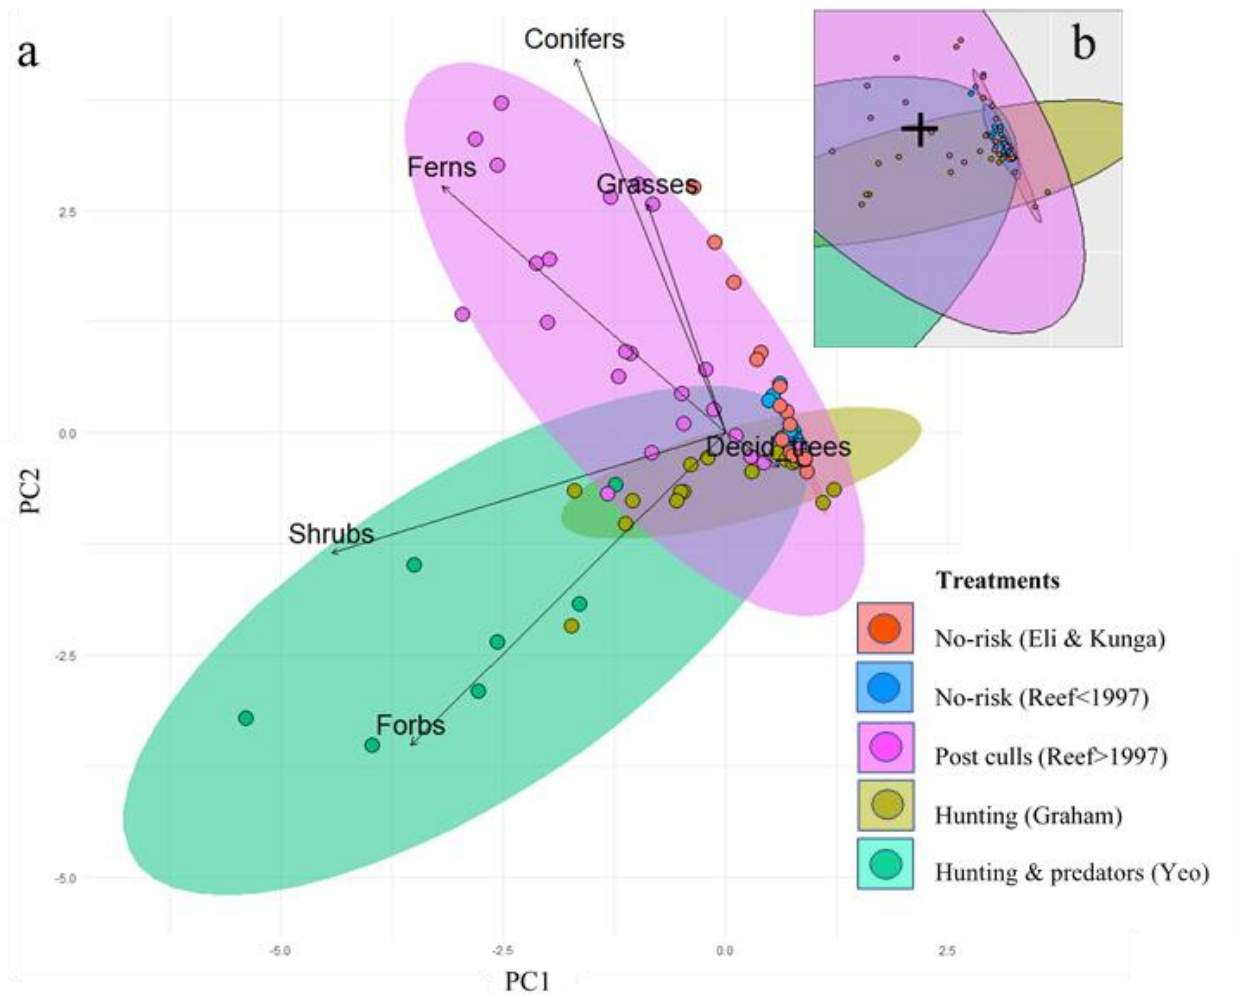 a
Conifers
b
Ferns
Grasses
2.5
0.0
Decid_trees
PC2
Shrubs
Treatments
No-risk (Eli & Kunga)
-2.5
No-risk (Reef<1997)
Forbs
Post culls (Reef>1997)
Hunting (Graham)
-5.0
Hunting & predators (Yeo)
-5.0 -2.5 0.0 2.5
PC1